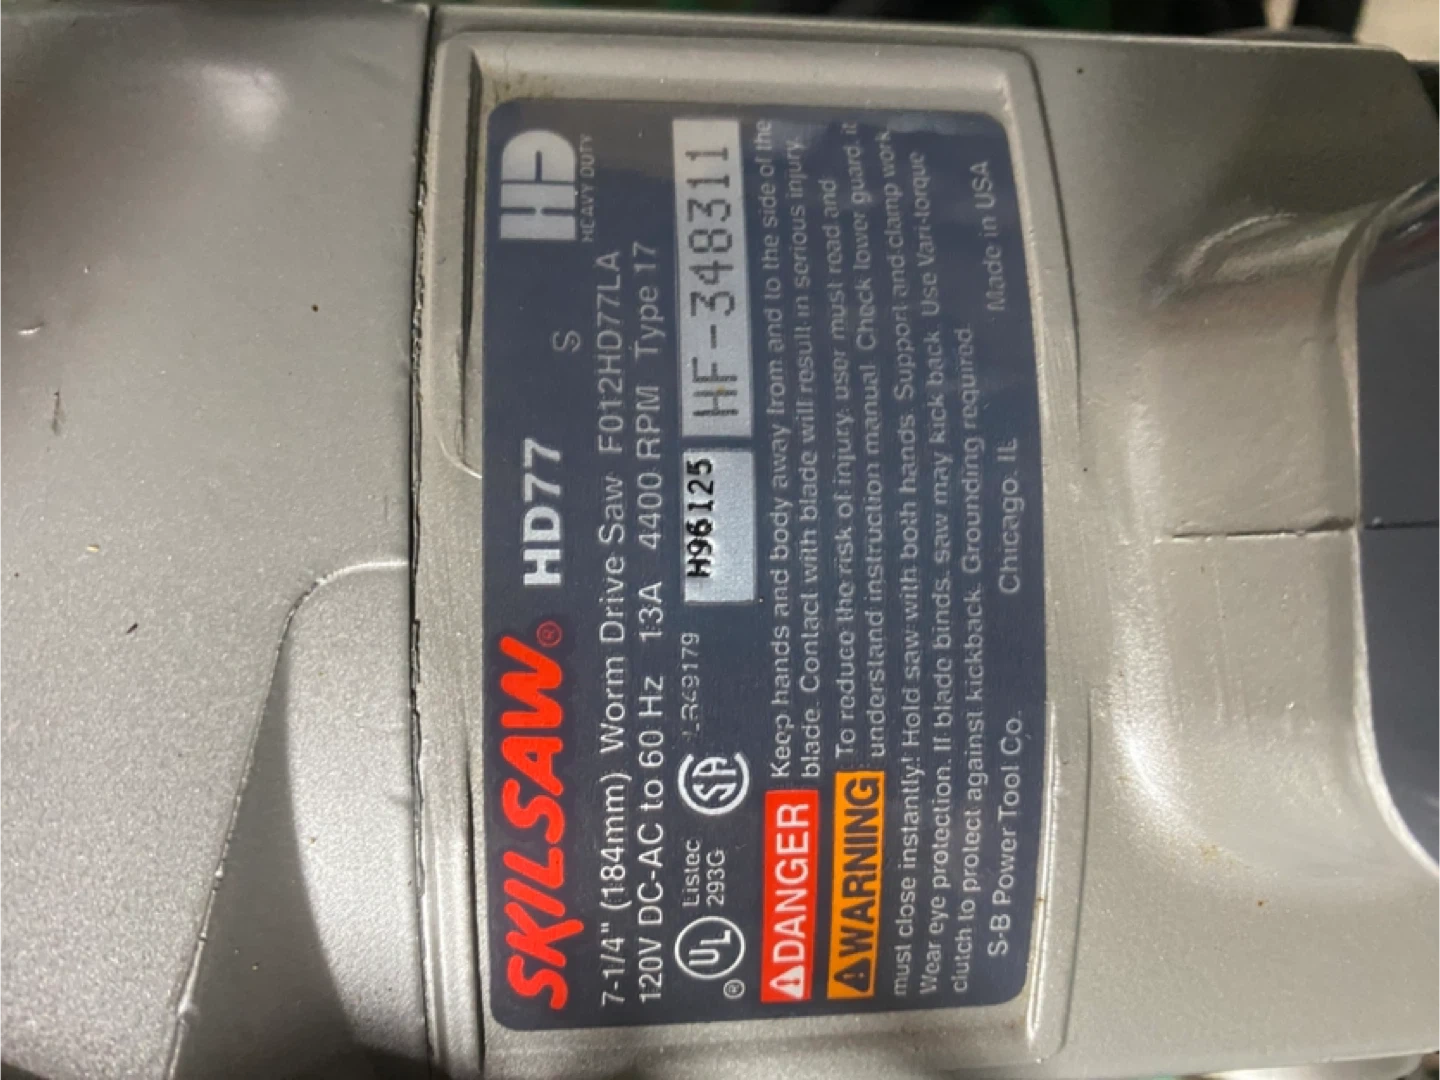 SKILSAW® HD77 HD
HEAVY DUTY
S
7-1/4" (184mm) Worm Drive Saw F012HD77LA
120V DC-AC to 60 Hz 13A 4400 RPM Type 17
UL ® Listec 293G SA LR49179 H96125 HF-348311
DANGER Keep hands and body away from and to the side of the
blade. Contact with blade will result in serious injury.
WARNING To reduce the risk of injury, user must read and
understand instruction manual. Check lower guard, it
must close instantly! Hold saw with both hands. Support and clamp work.
Wear eye protection. If blade binds, saw may kick back. Use Vari-torque
clutch to protect against kickback. Grounding required.
S-B Power Tool Co. Chicago, IL Made in USA